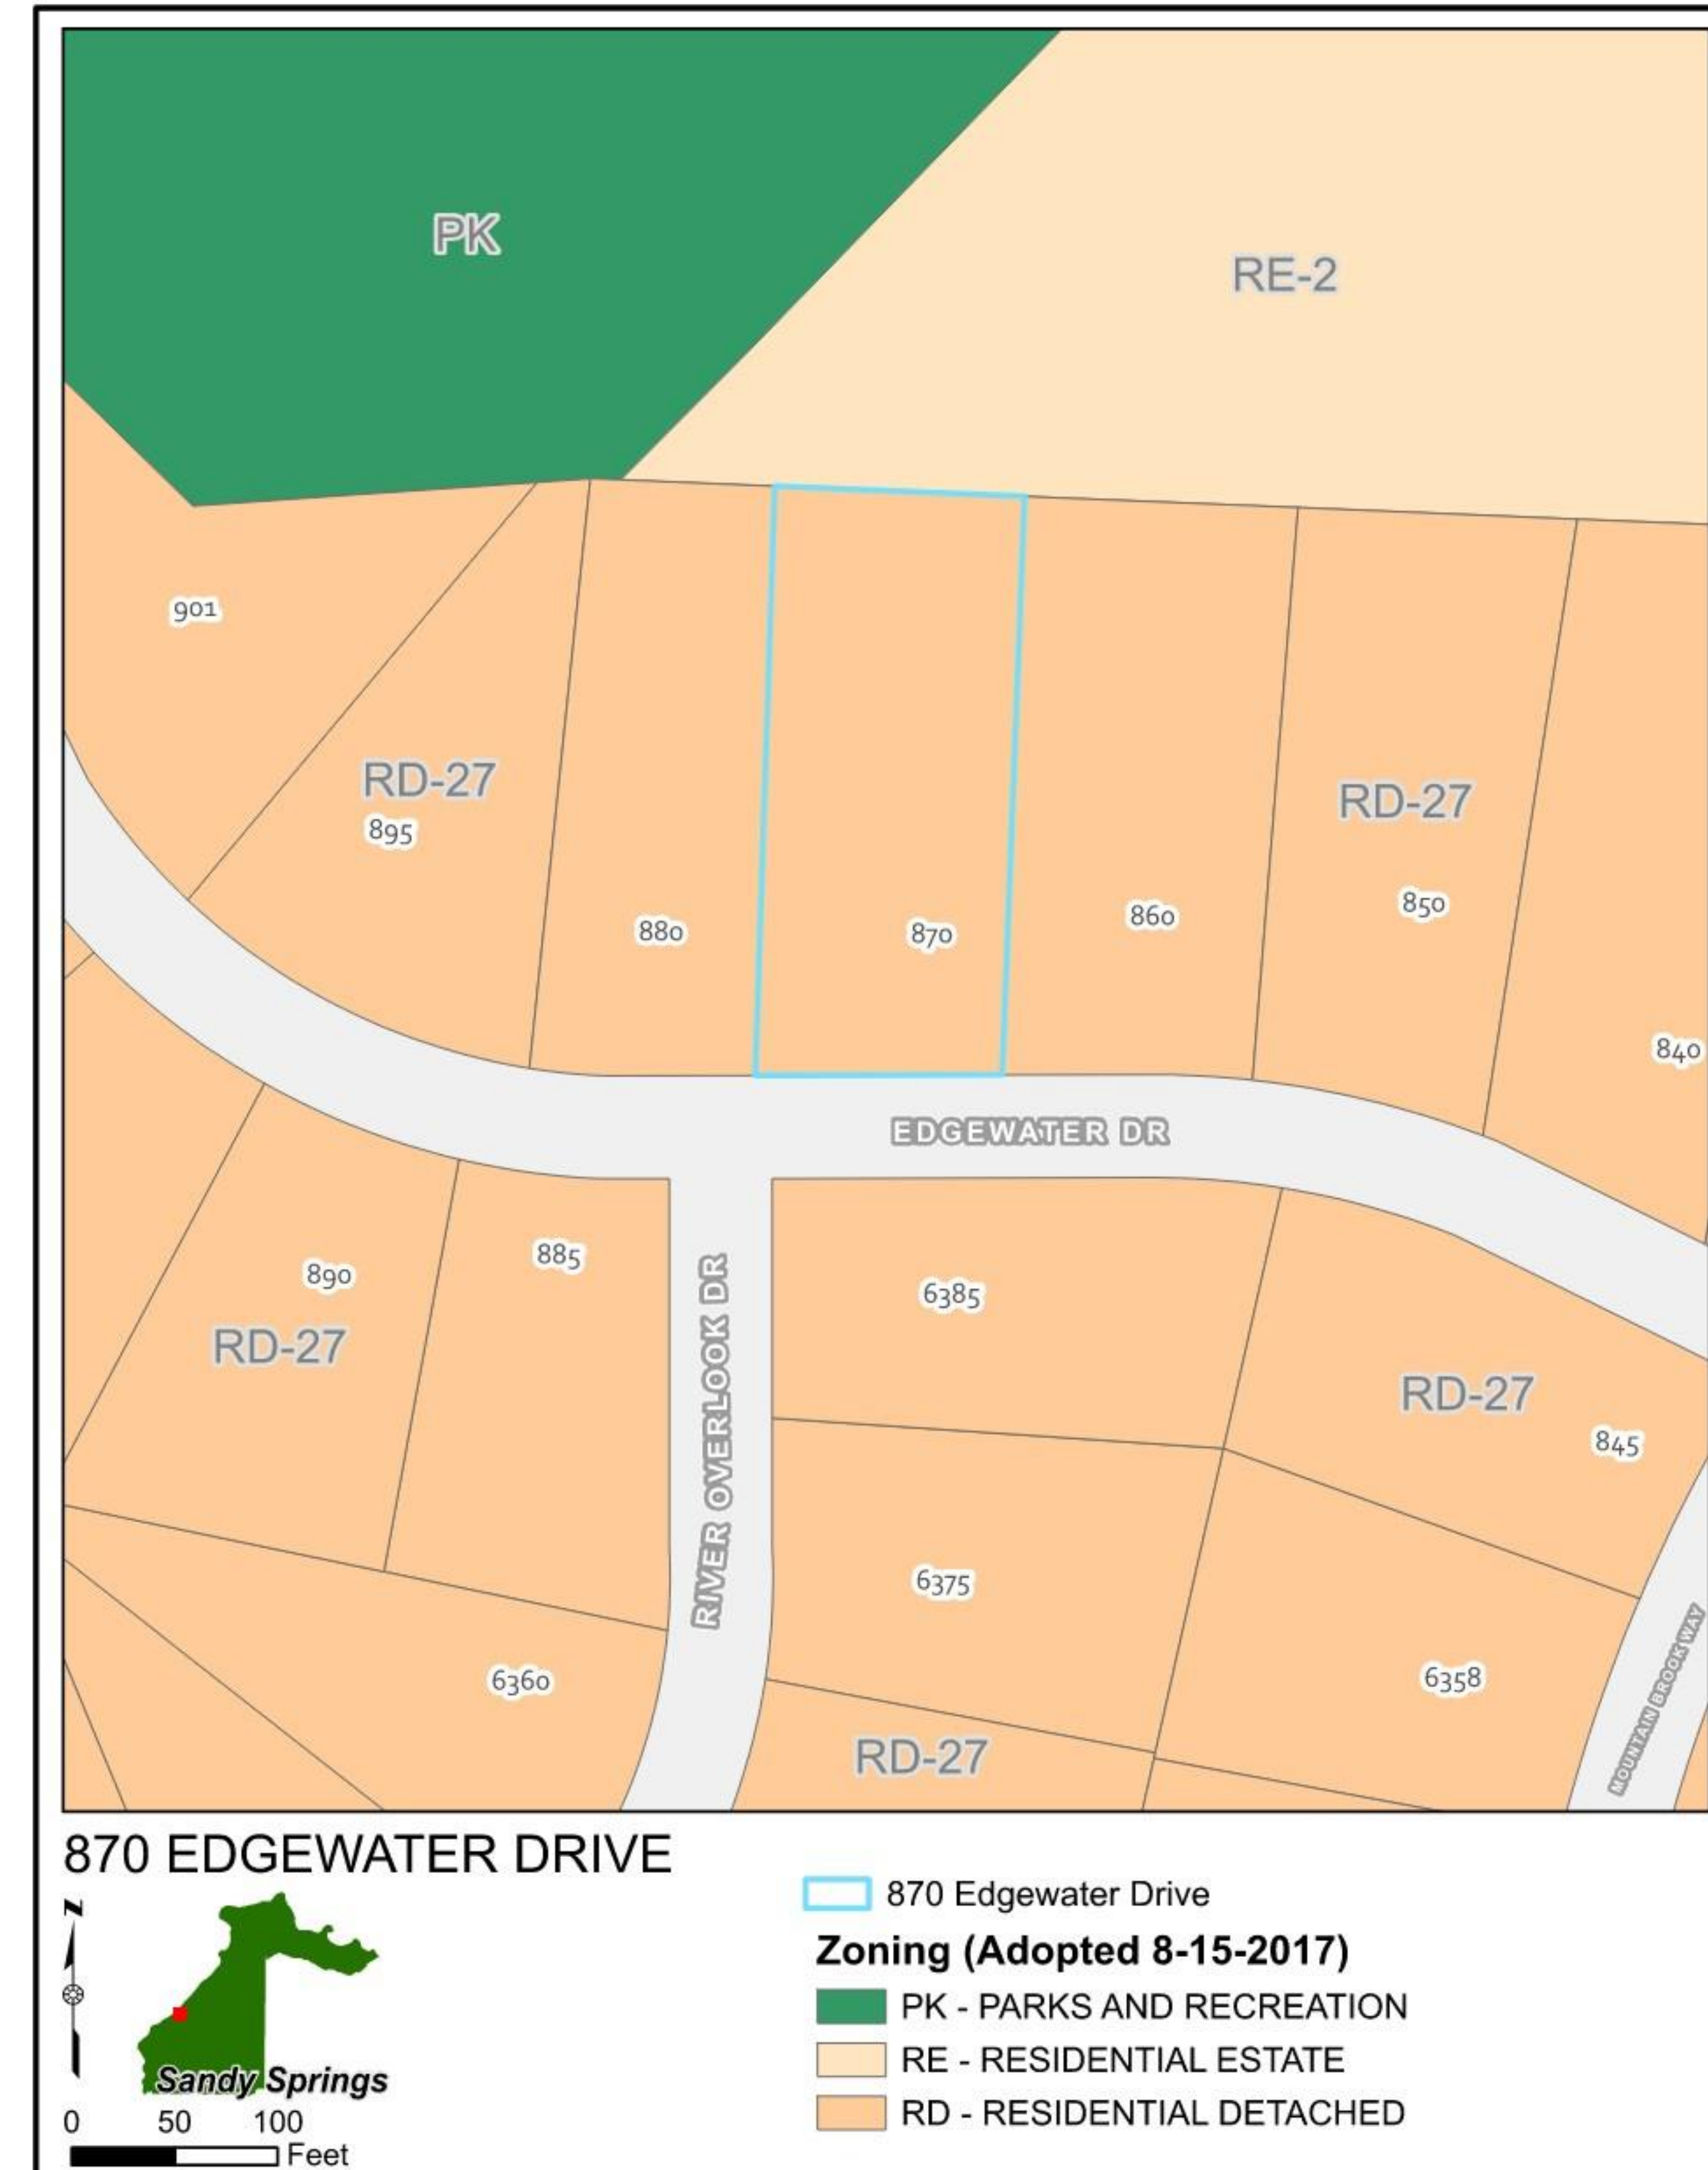 PK
RE-2
901
RD-27
895
880
870
860
RD-27
850
840
EDGEWATER DR
890
RD-27
885
RIVER OVERLOOK DR
6385
RD-27
845
6375
6360
6358
MOUNTAIN BROOK WAY
RD-27
870 EDGEWATER DRIVE
Z
Sandy Springs
0 50 100
Feet
870 Edgewater Drive
Zoning (Adopted 8-15-2017)
PK - PARKS AND RECREATION
RE - RESIDENTIAL ESTATE
RD - RESIDENTIAL DETACHED